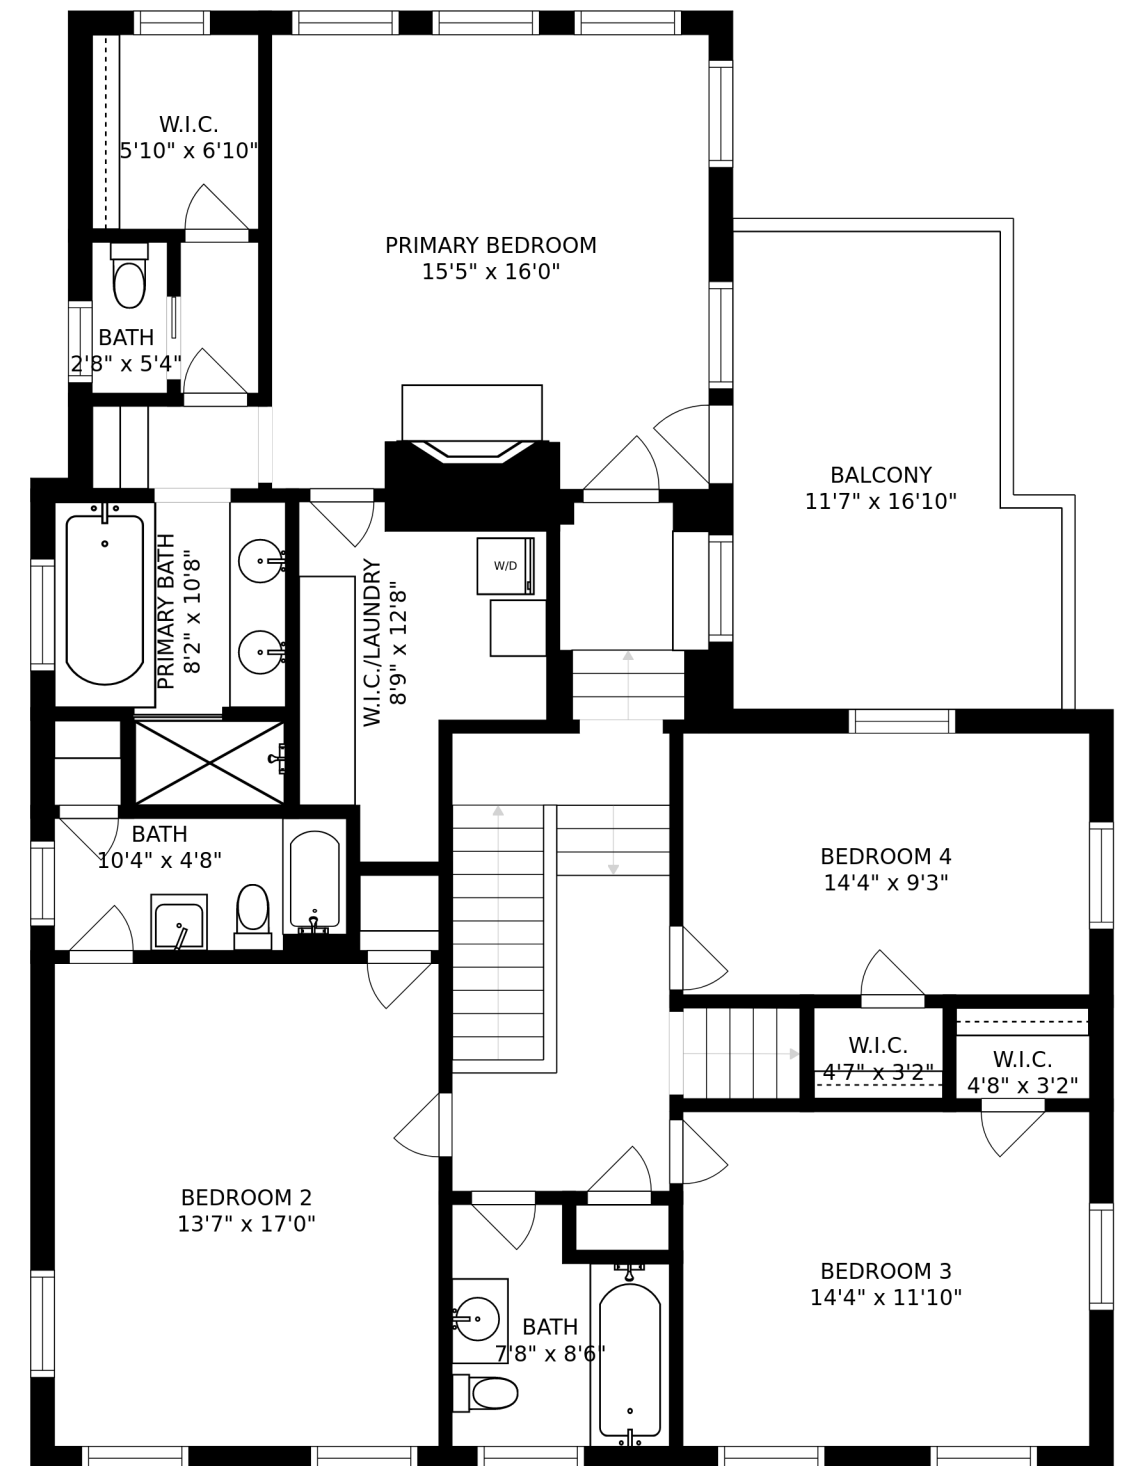 W.I.C.
5'10" x 6'10"
PRIMARY BEDROOM
15'5" x 16'0"
BATH
2'8" x 5'4"
BALCONY
11'7" x 16'10"
PRIMARY BATH
8'2" x 10'8"
W.I.C./LAUNDRY
8'9" x 12'8"
W/D
BATH
10'4" x 4'8"
BEDROOM 4
14'4" x 9'3"
W.I.C.
4'7" x 3'2"
W.I.C.
4'8" x 3'2"
BEDROOM 2
13'7" x 17'0"
BEDROOM 3
14'4" x 11'10"
BATH
7'8" x 8'6"